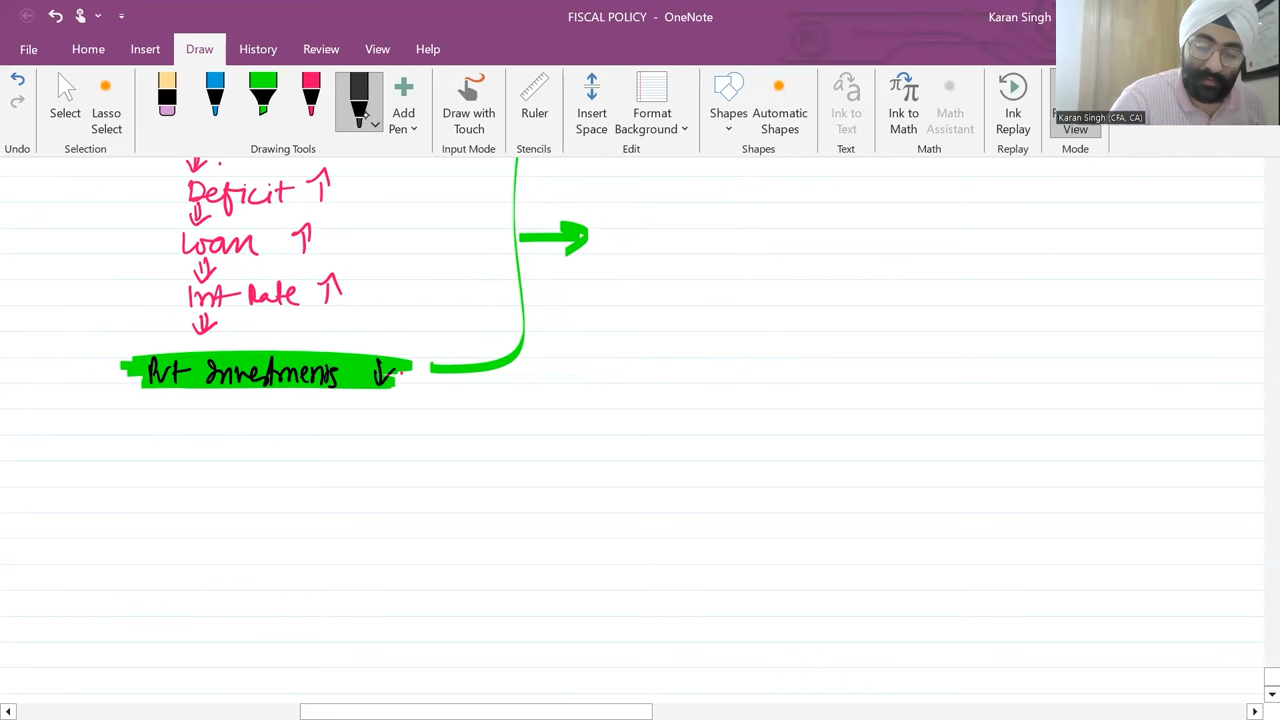 FISCAL POLICY - OneNote
Karan Singh
File Home Insert Draw History Review View Help
Select Lasso Select Add Pen Draw with Touch Ruler Insert Space Format Background Shapes Automatic Shapes Ink to Text Ink to Math Math Assistant Ink Replay View
Undo Selection Drawing Tools Input Mode Stencils Edit Shapes Text Math Replay Mode
Karan Singh (CFA, CA)
Deficit ↑
Loan ↑
Int Rate ↑
Pvt Investments ↓